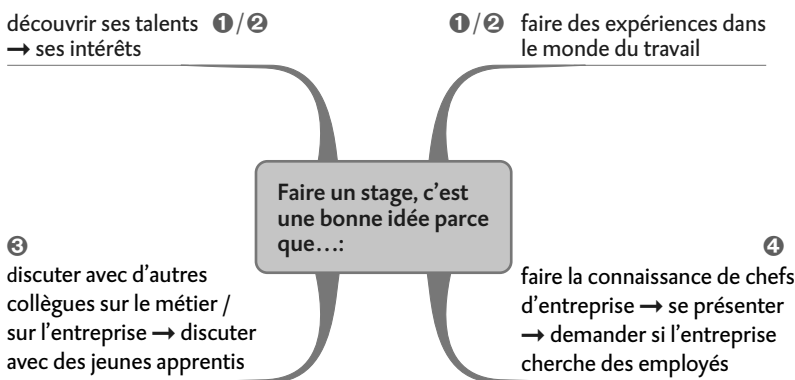 découvrir ses talents ❶/❷
➞ ses intérêts
❶/❷ faire des expériences dans
le monde du travail
Faire un stage, c’est
une bonne idée parce
que…:
❸
discuter avec d’autres
collègues sur le métier /
sur l’entreprise ➞ discuter
avec des jeunes apprentis
❹
faire la connaissance de chefs
d’entreprise ➞ se présenter
➞ demander si l’entreprise
cherche des employés